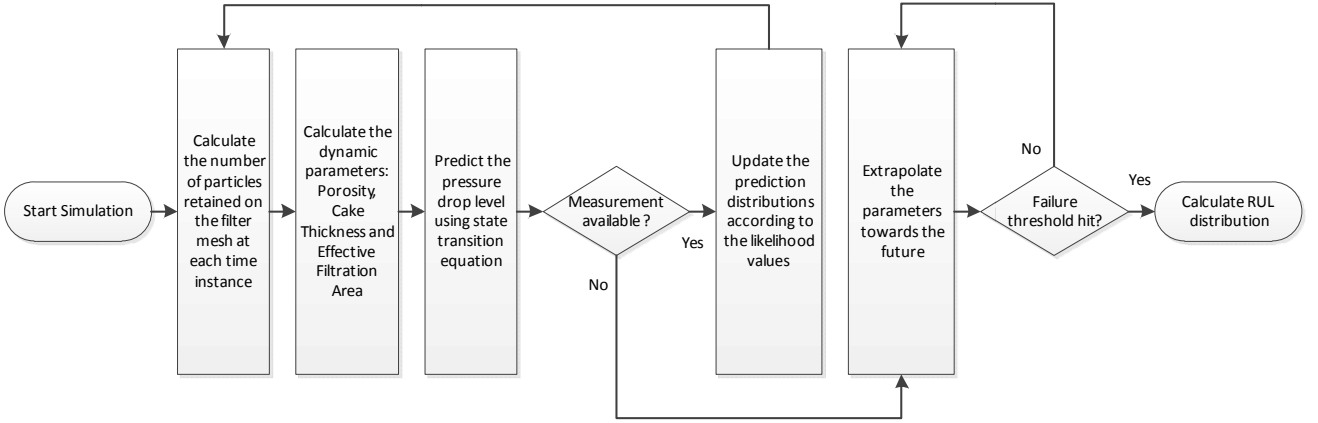 Start Simulation
Calculate
the number
of particles
retained on
the filter
mesh at
each time
instance
Calculate the
dynamic
parameters:
Porosity,
Cake
Thickness and
Effective
Filtration
Area
Predict the
pressure
drop level
using state
transition
equation
Measurement
available ?
Yes
No
Update the
prediction
distributions
according to
the likelihood
values
Extrapolate
the
parameters
towards the
future
Failure
threshold hit?
No
Yes
Calculate RUL
distribution